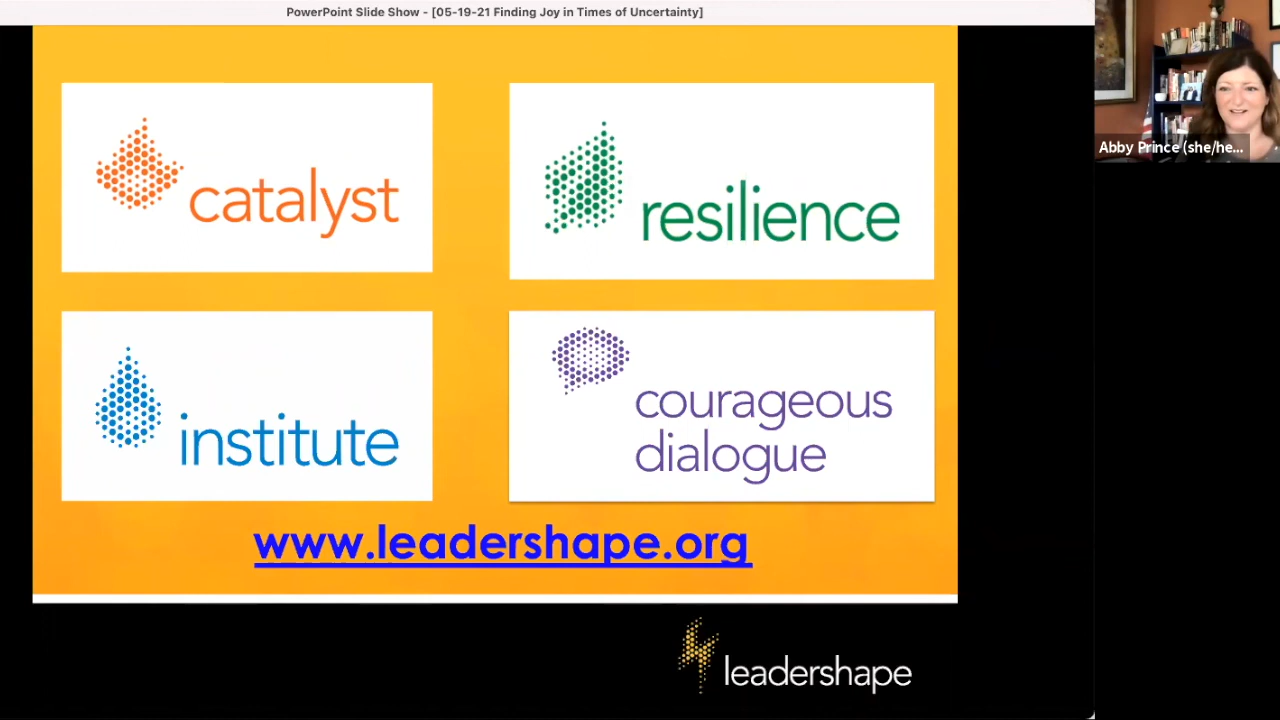 PowerPoint Slide Show - [05-19-21 Finding Joy in Times of Uncertainty]
catalyst
resilience
institute
courageous
dialogue
www.leadershape.org
leadershape
Abby Prince (she/he...